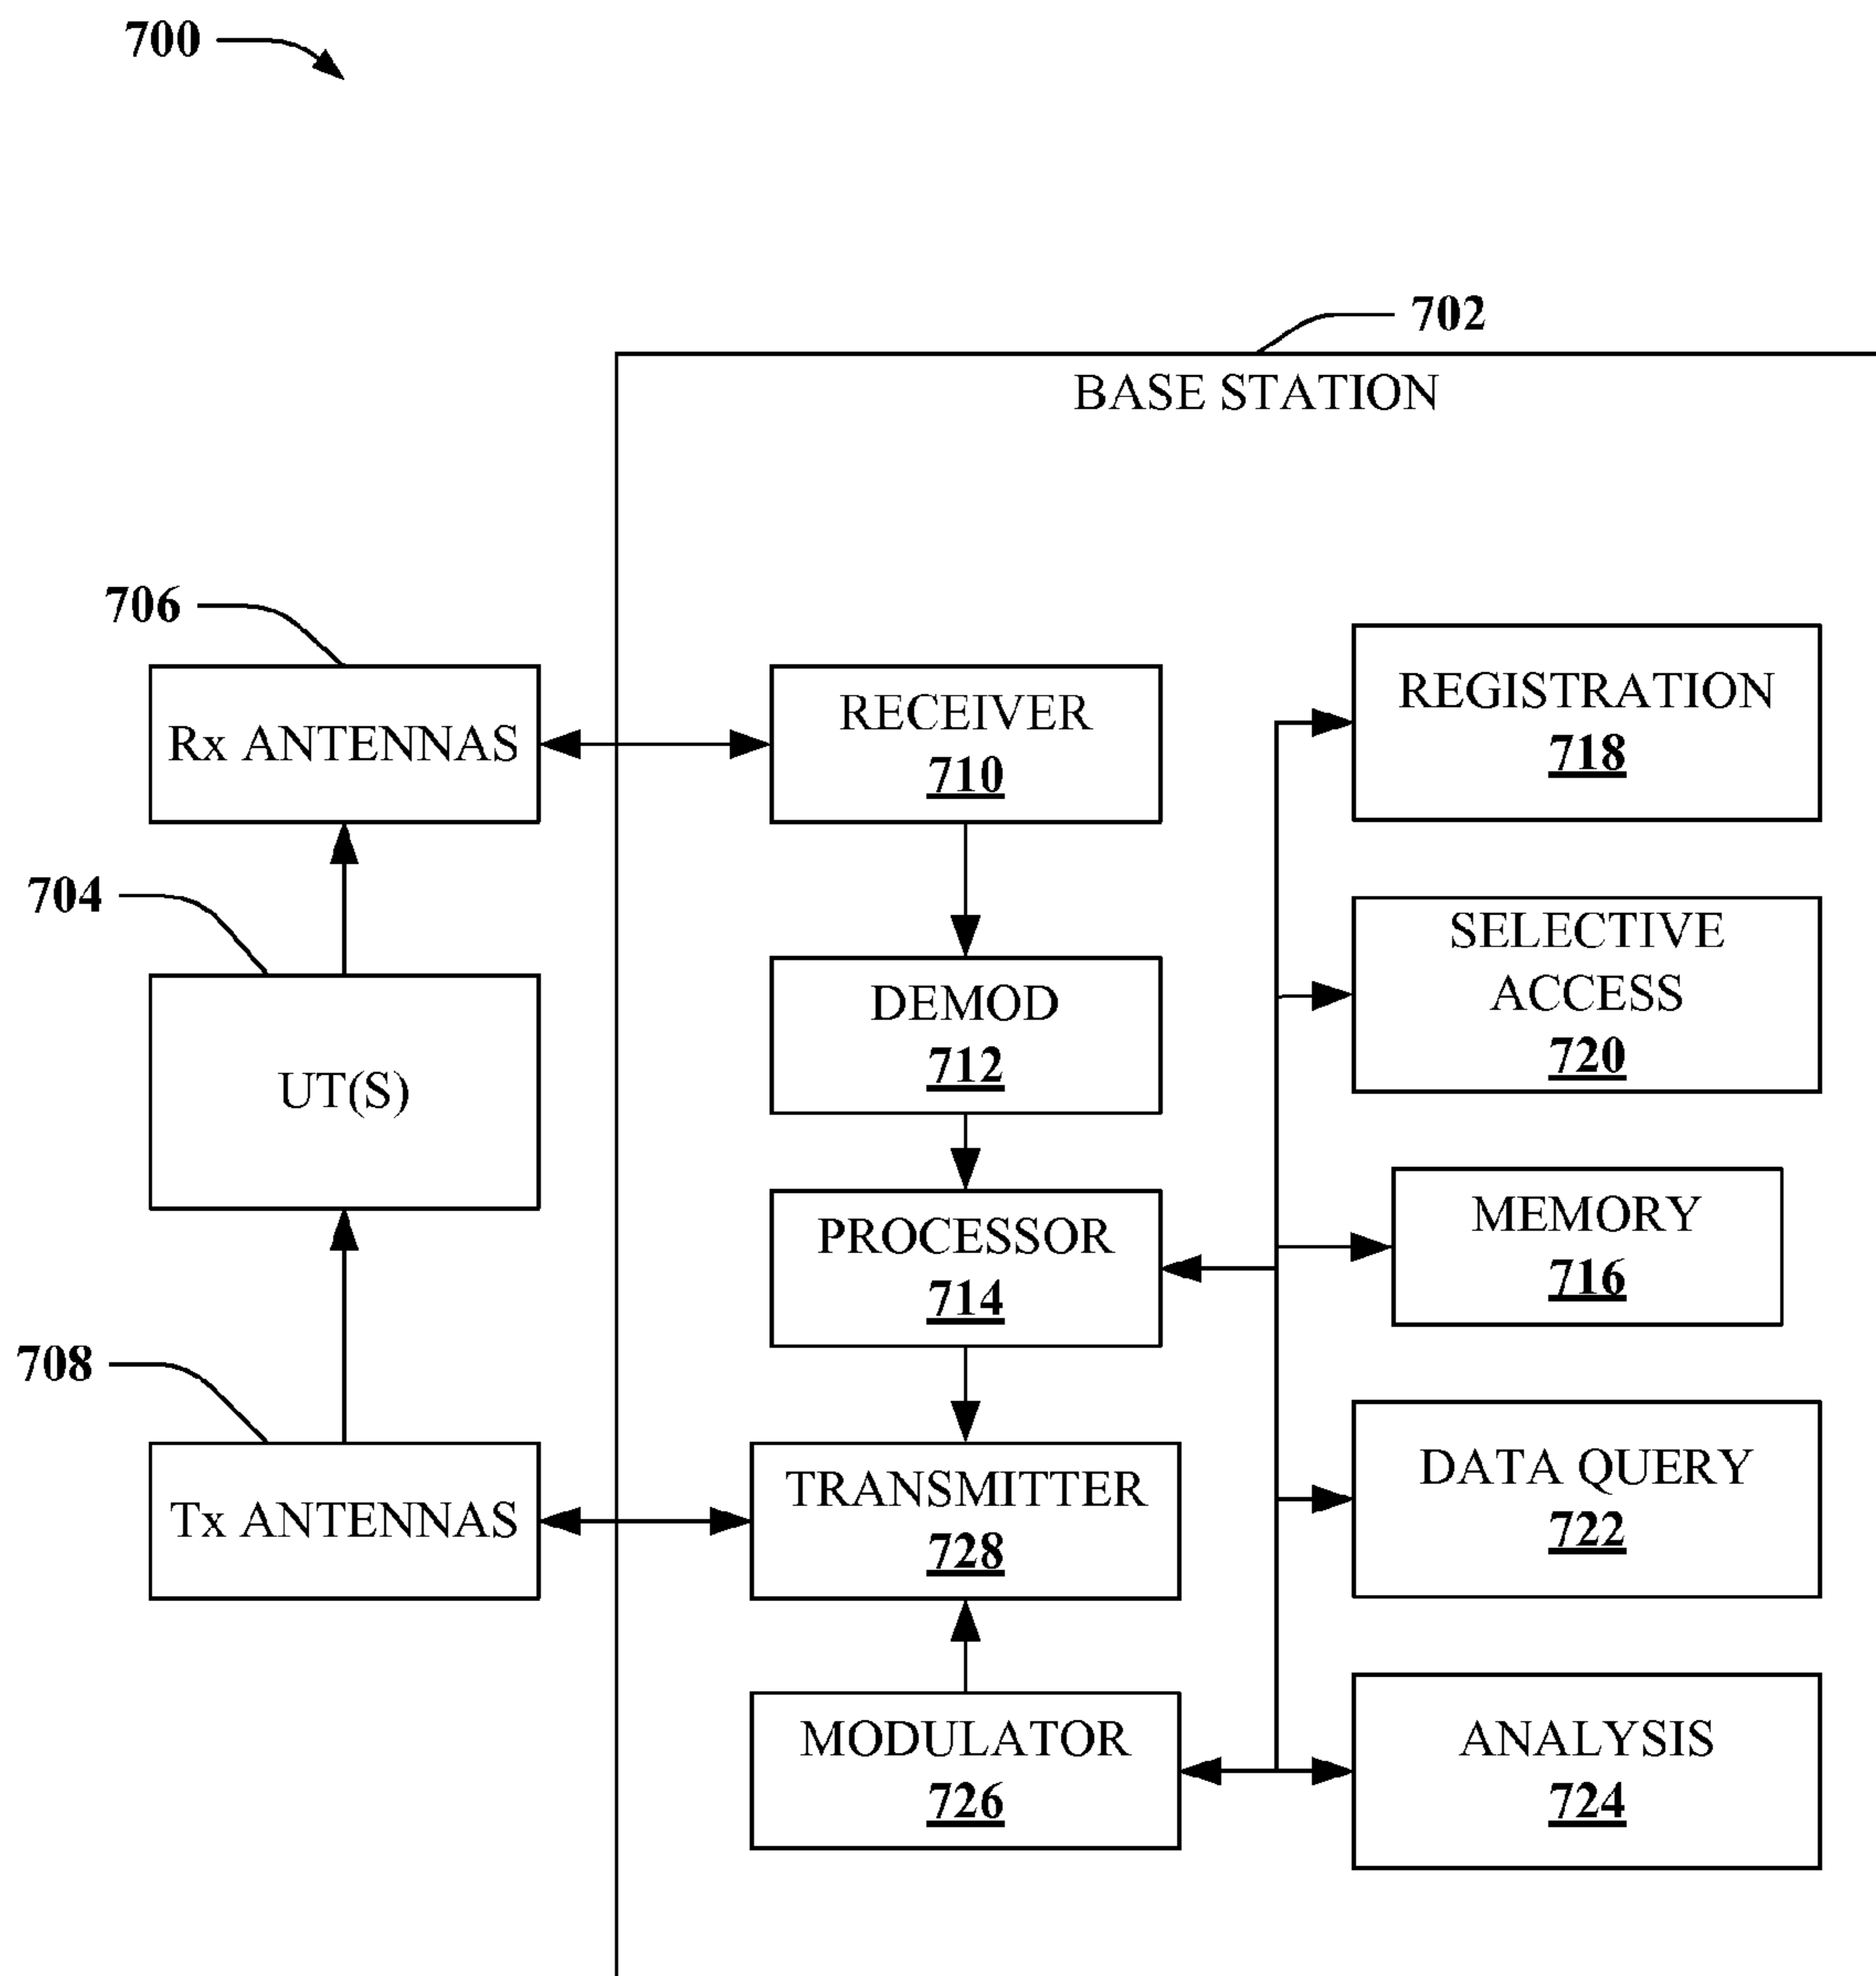 700
702
BASE STATION
706
Rx ANTENNAS
704
UT(S)
708
Tx ANTENNAS
RECEIVER
710
DEMOD
712
PROCESSOR
714
TRANSMITTER
728
MODULATOR
726
REGISTRATION
718
SELECTIVE
ACCESS
720
MEMORY
716
DATA QUERY
722
ANALYSIS
724